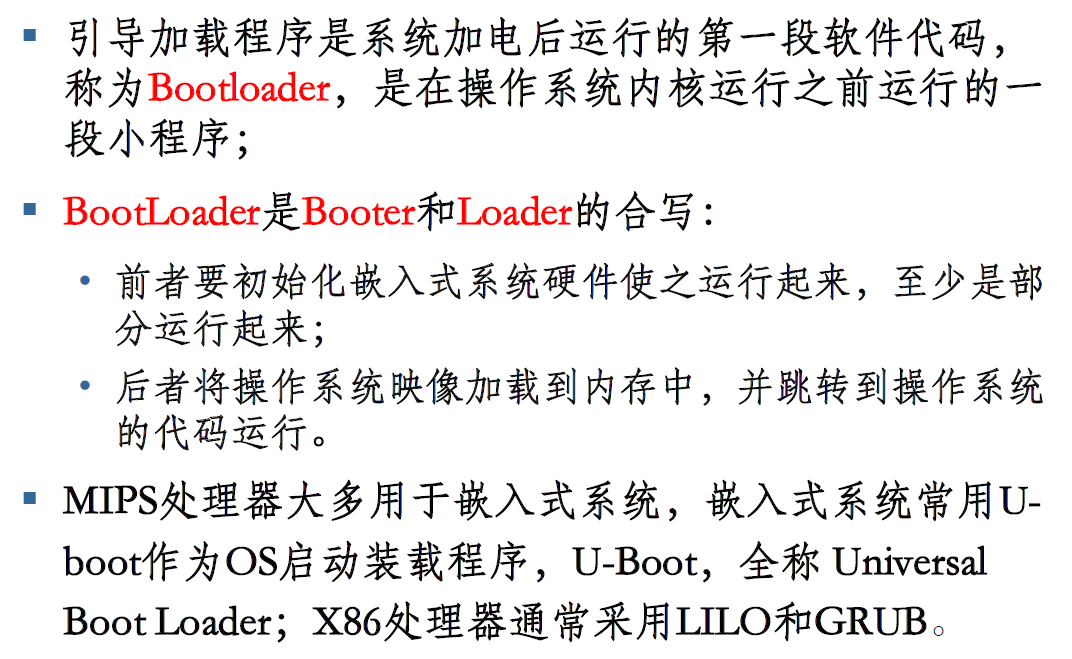 ▪ 引导加载程序是系统加电后运行的第一段软件代码，
称为Bootloader，是在操作系统内核运行之前运行的一
段小程序；
▪ BootLoader是Booter和Loader的合写：
• 前者要初始化嵌入式系统硬件使之运行起来，至少是部
分运行起来；
• 后者将操作系统映像加载到内存中，并跳转到操作系统
的代码运行。
▪ MIPS处理器大多用于嵌入式系统，嵌入式系统常用U-
boot作为OS启动装载程序，U-Boot，全称 Universal
Boot Loader；X86处理器通常采用LILO和GRUB。